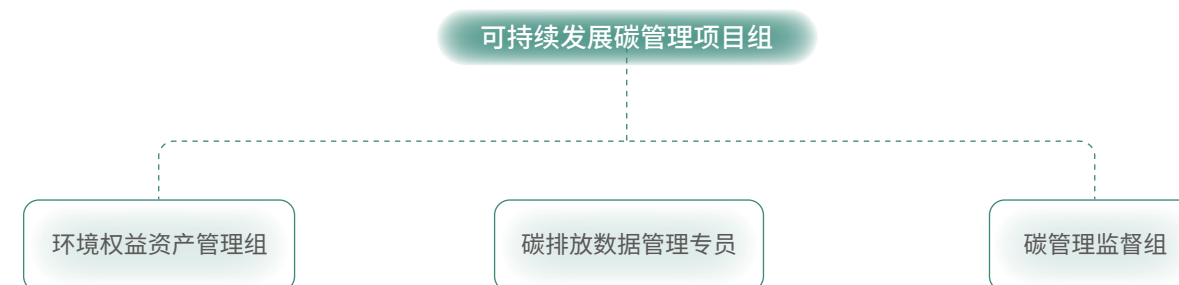 可持续发展碳管理项目组
环境权益资产管理组
碳排放数据管理专员
碳管理监督组